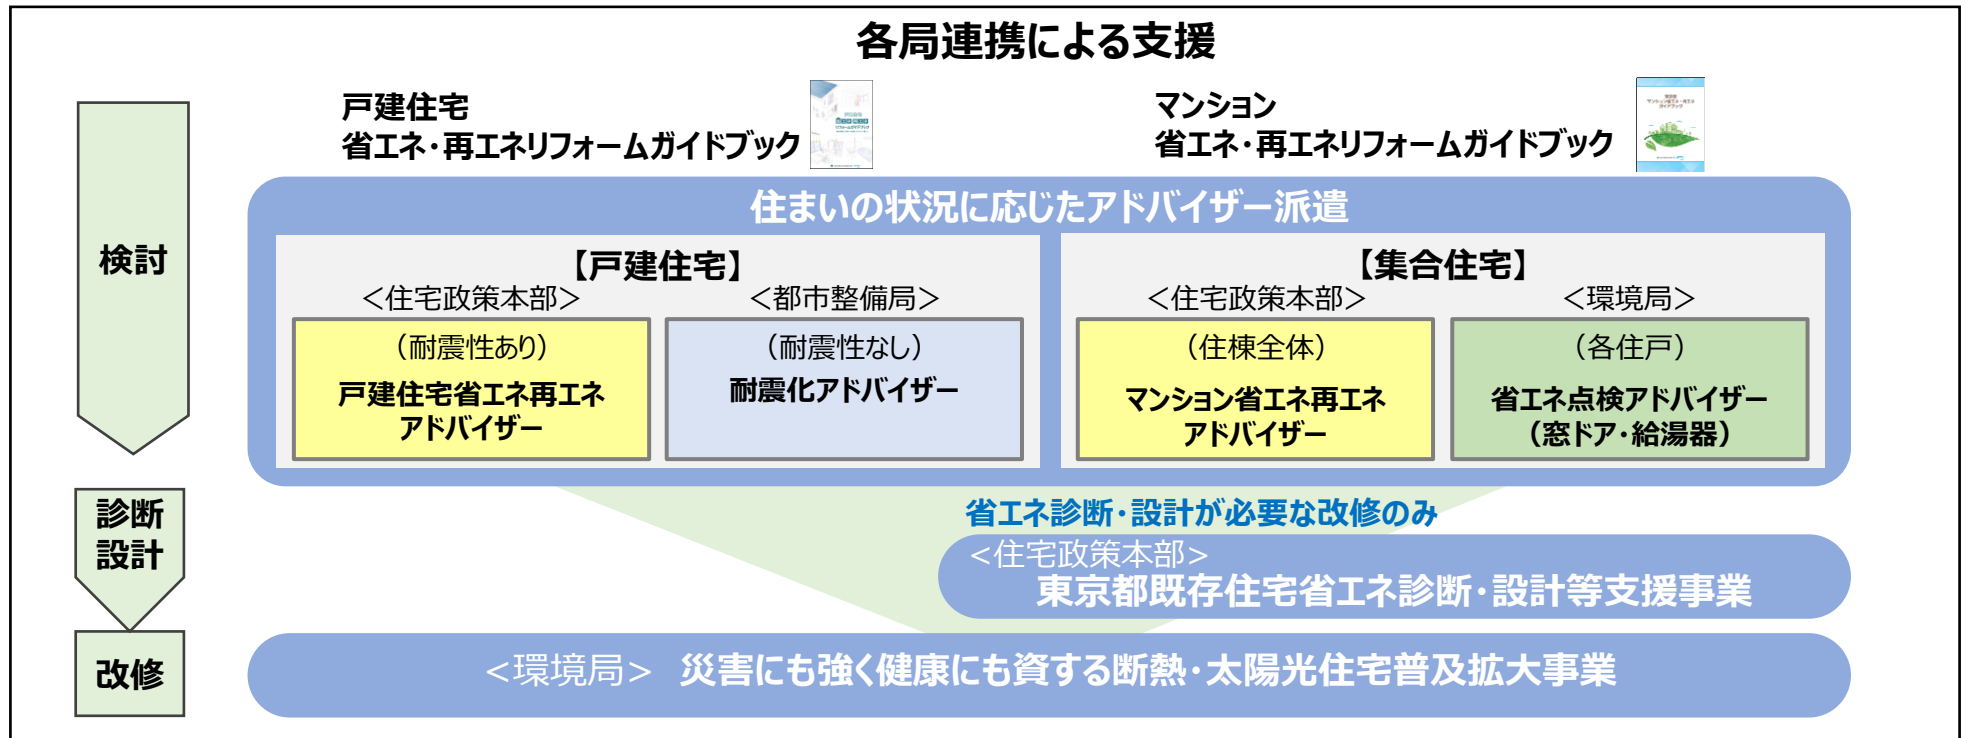 各局連携による支援
戸建住宅
省エネ・再エネリフォームガイドブック
マンション
省エネ・再エネリフォームガイドブック
検討
住まいの状況に応じたアドバイザー派遣
【戸建住宅】
<住宅政策本部>
(耐震性あり)
戸建住宅省エネ再エネ
アドバイザー
<都市整備局>
(耐震性なし)
耐震化アドバイザー
【集合住宅】
<住宅政策本部>
(住棟全体)
マンション省エネ再エネ
アドバイザー
<環境局>
(各住戸)
省エネ点検アドバイザー
(窓ドア・給湯器)
診断
設計
省エネ診断・設計が必要な改修のみ
<住宅政策本部>
東京都既存住宅省エネ診断・設計等支援事業
改修
<環境局> 災害にも強く健康にも資する断熱・太陽光住宅普及拡大事業